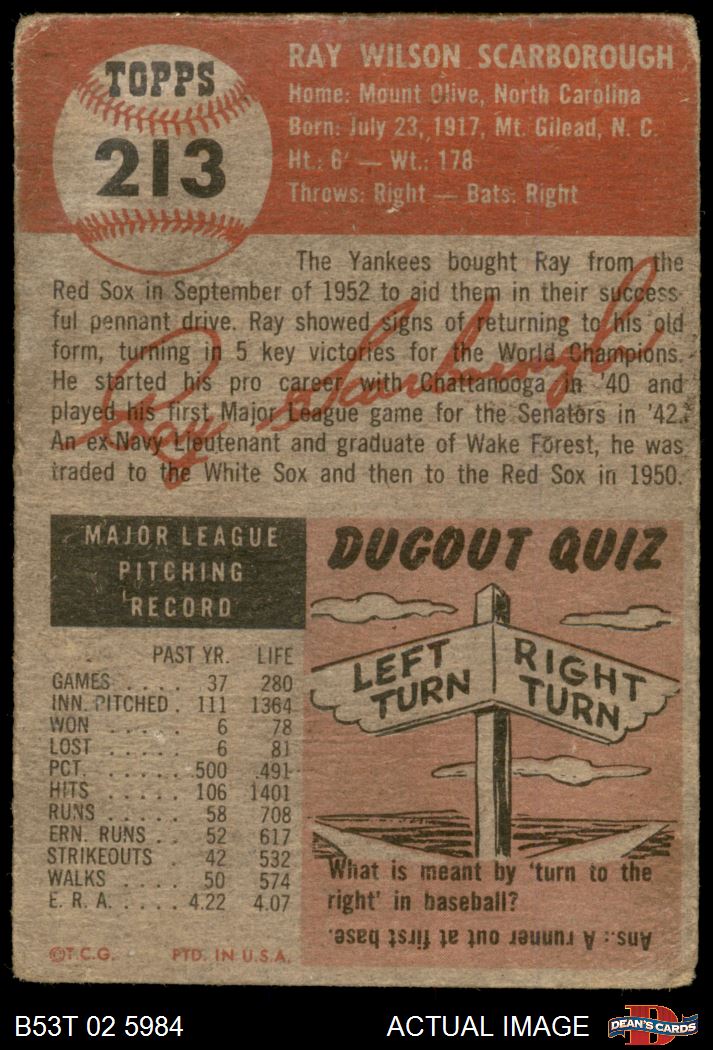 TOPPS
213
RAY WILSON SCARBOROUGH
Home: Mount Olive, North Carolina
Born: July 23, 1917, Mt. Gilead, N. C.
Ht.: 6' — Wt.: 178
Throws: Right — Bats: Right
The Yankees bought Ray from the
Red Sox in September of 1952 to aid them in their success-
ful pennant drive. Ray showed signs of returning to his old
form, turning in 5 key victories for the World Champions.
He started his pro career with Chattanooga in '40 and
played his first Major League game for the Senators in '42.
An ex-Navy Lieutenant and graduate of Wake Forest, he was
traded to the White Sox and then to the Red Sox in 1950.
Ray Scarborough
MAJOR LEAGUE
PITCHING
RECORD
PAST YR. LIFE
GAMES . . . . 37 280
INN. PITCHED . 111 1364
WON . . . . . 6 78
LOST . . . . . 6 81
PCT. . . . . . .500 .491
HITS . . . . . 106 1401
RUNS . . . . . 58 708
ERN. RUNS . . 52 617
STRIKEOUTS . 42 532
WALKS . . . . 50 574
E. R. A. . . . . 4.22 4.07
©T.C.G. PTD. IN U.S.A.
DUGOUT QUIZ
LEFT
TURN
RIGHT
TURN
What is meant by 'turn to the
right' in baseball?
Ans.: A runner out at first base.
B53T 02 5984
ACTUAL IMAGE
D
DEAN'S CARDS